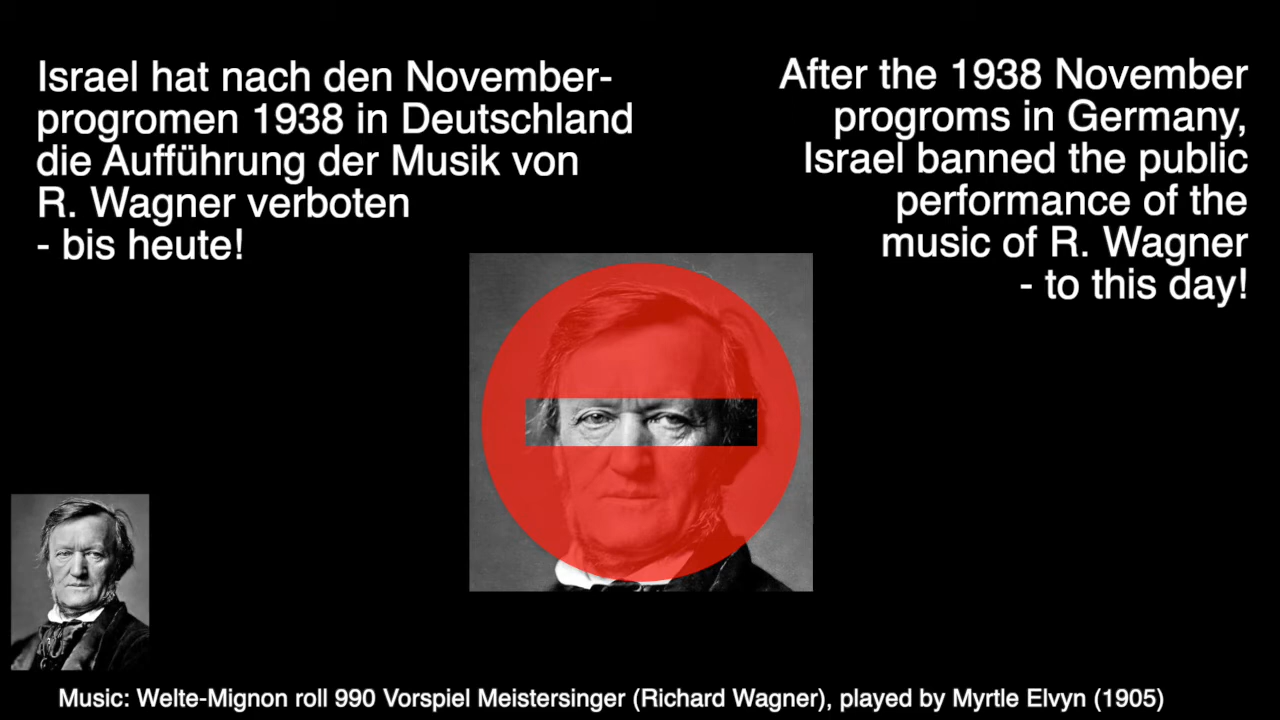 Israel hat nach den November-
progromen 1938 in Deutschland
die Aufführung der Musik von
R. Wagner verboten
- bis heute!
After the 1938 November
progroms in Germany,
Israel banned the public
performance of the
music of R. Wagner
- to this day!
Music: Welte-Mignon roll 990 Vorspiel Meistersinger (Richard Wagner), played by Myrtle Elvyn (1905)